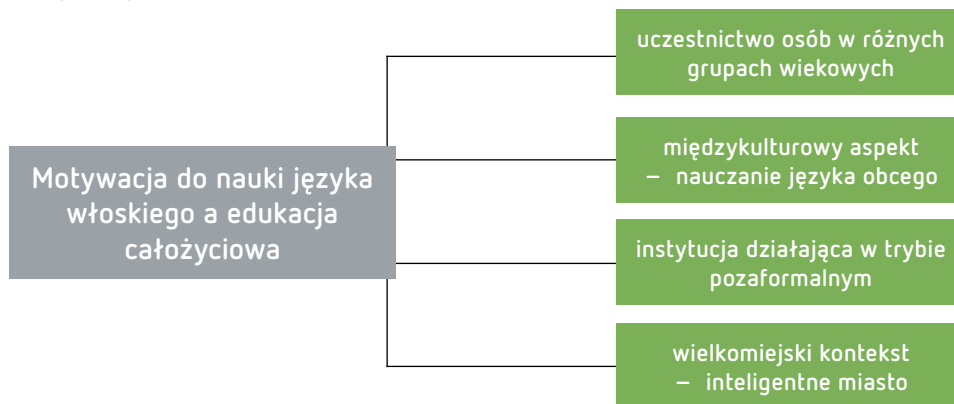 uczestnictwo osób w różnych
grupach wiekowych
międzykulturowy aspekt
– nauczanie języka obcego
Motywacja do nauki języka
włoskiego a edukacja
całożyciowa
instytucja działająca w trybie
pozaformalnym
wielkomiejski kontekst
– inteligentne miasto